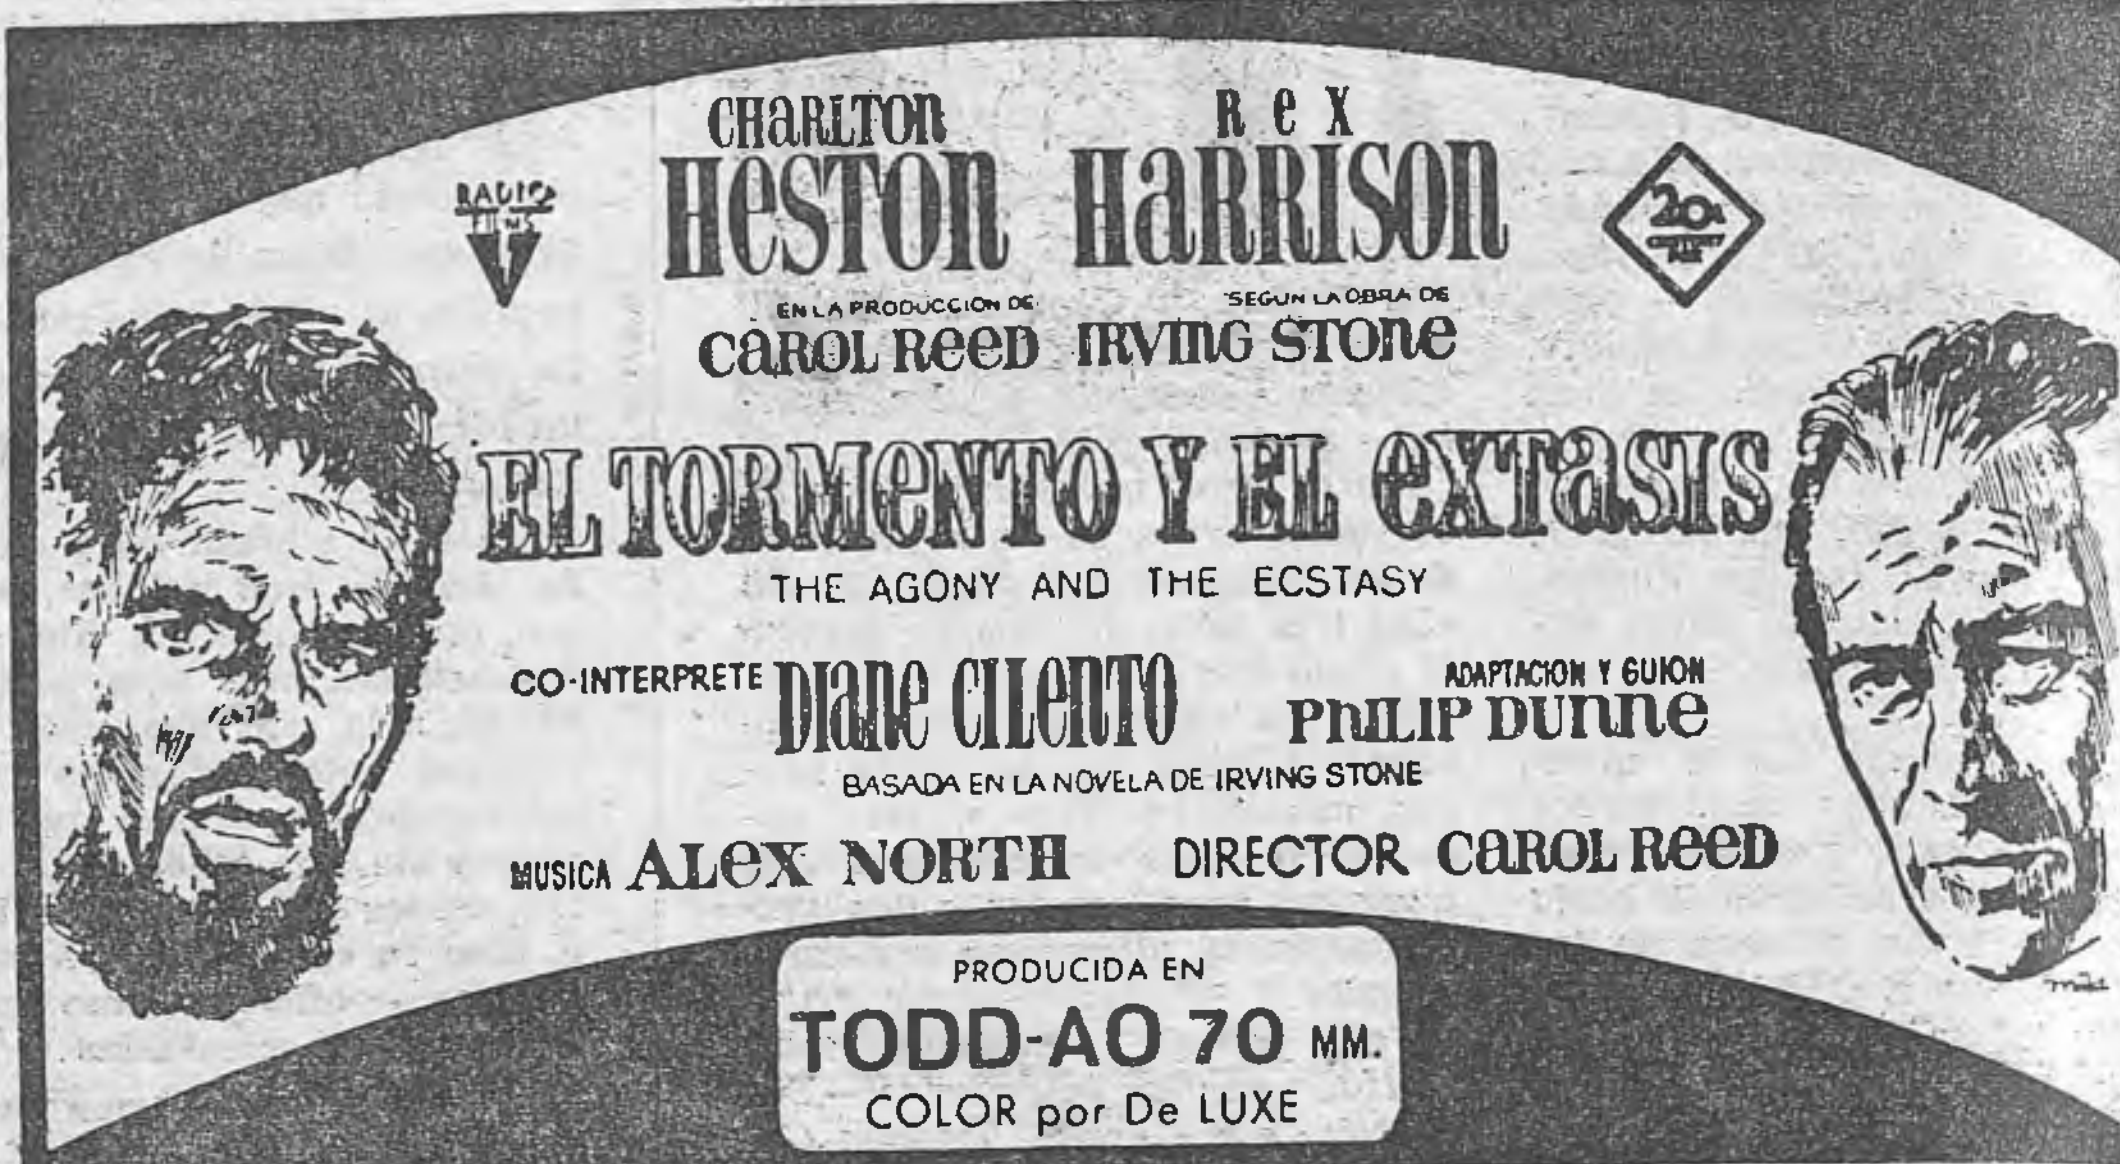 CHARLTON
HESTON
REX
HARRISON
RADIO
FILMS
20th
CENTURY
FOX
EN LA PRODUCCION DE
CAROL REED
SEGUN LA OBRA DE
IRVING STONE
EL TORMENTO Y EL EXTASIS
THE AGONY AND THE ECSTASY
CO-INTERPRETE DIANE CILENTO
ADAPTACION Y GUION
PHILIP DUNNE
BASADA EN LA NOVELA DE IRVING STONE
MUSICA ALEX NORTH
DIRECTOR CAROL REED
PRODUCIDA EN
TODD-AO 70 MM.
COLOR por De LUXE